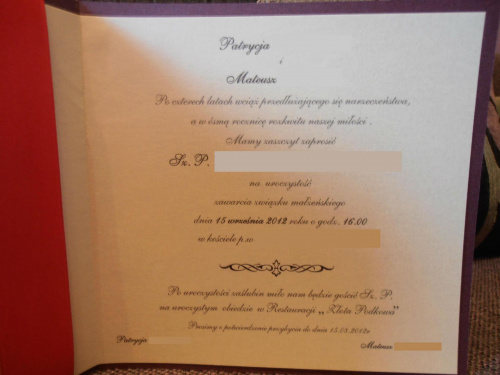 Patrycja
i
Mateusz
Po czterech latach wciąż przedłużającego się narzeczeństwa,
a w ósmą rocznicę rozkwitu naszej miłości .
Mamy zaszczyt zaprosić
Sz. P.
na uroczystość
zawarcia związku małżeńskiego
dnia 15 września 2012 roku o godz. 16.00
w kościele p.w
Po uroczystości zaślubin miło nam będzie gościć Sz. P.
na uroczystym obiedzie w Restauracji „ Złota Podkowa"
Prosimy o potwierdzenie przybycia do dnia 15.08.2012r
Patrycja
Mateusz